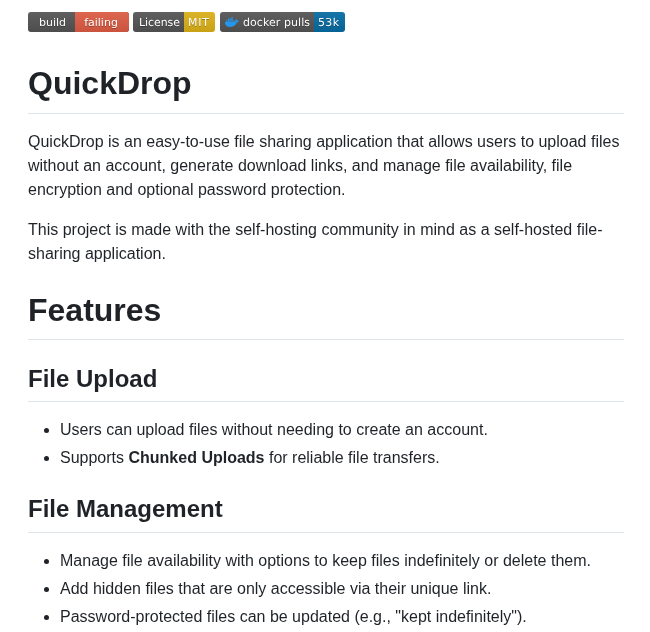 build failing License MIT docker pulls 53k
QuickDrop
QuickDrop is an easy-to-use file sharing application that allows users to upload files
without an account, generate download links, and manage file availability, file
encryption and optional password protection.
This project is made with the self-hosting community in mind as a self-hosted file-
sharing application.
Features
File Upload
Users can upload files without needing to create an account.
Supports Chunked Uploads for reliable file transfers.
File Management
Manage file availability with options to keep files indefinitely or delete them.
Add hidden files that are only accessible via their unique link.
Password-protected files can be updated (e.g., "kept indefinitely").